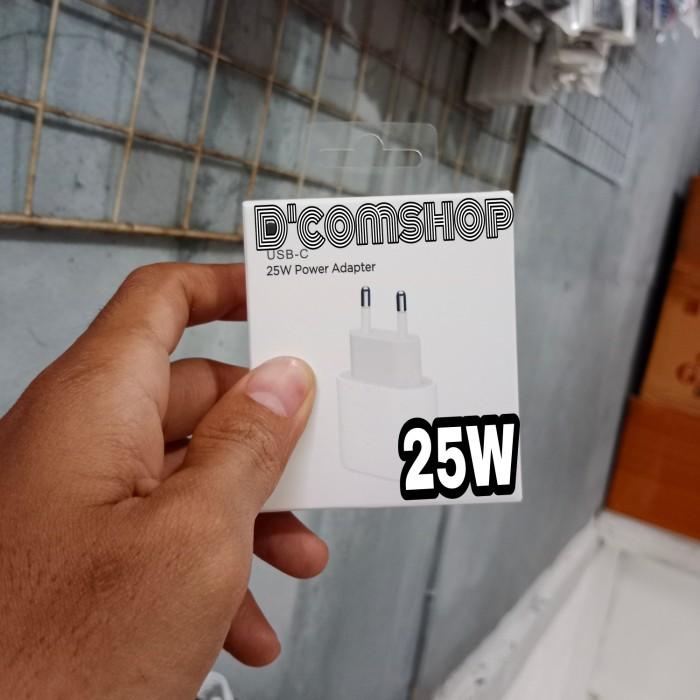 D'COMSHOP
USB-C
25W Power Adapter
25W